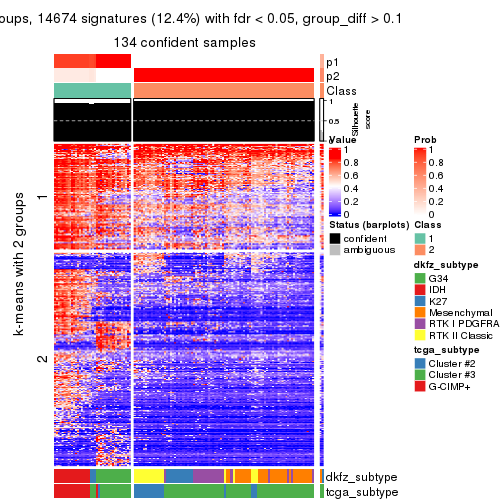 oups, 14674 signatures (12.4%) with fdr < 0.05, group_diff > 0.1
134 confident samples
p1
p2
Class
1
0.5
0
Silhouette
score
k-means with 2 groups
1
2
Value
1
0.8
0.6
0.4
0.2
0
Prob
1
0.8
0.6
0.4
0.2
0
Status (barplots)
confident
ambiguous
Class
1
2
dkfz_subtype
G34
IDH
K27
Mesenchymal
RTK I PDGFRA
RTK II Classic
tcga_subtype
Cluster #2
Cluster #3
G-CIMP+
dkfz_subtype
tcga_subtype